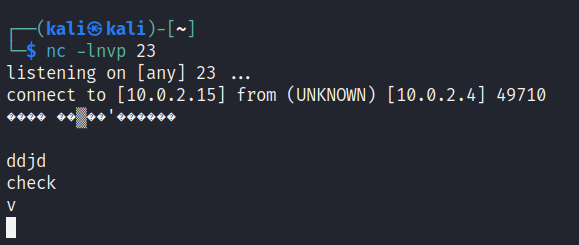 ┌──(kali㉿kali)-[~]
└─$ nc -lnvp 23
listening on [any] 23 ...
connect to [10.0.2.15] from (UNKNOWN) [10.0.2.4] 49710
���� ��▒��'������
ddjd
check
v